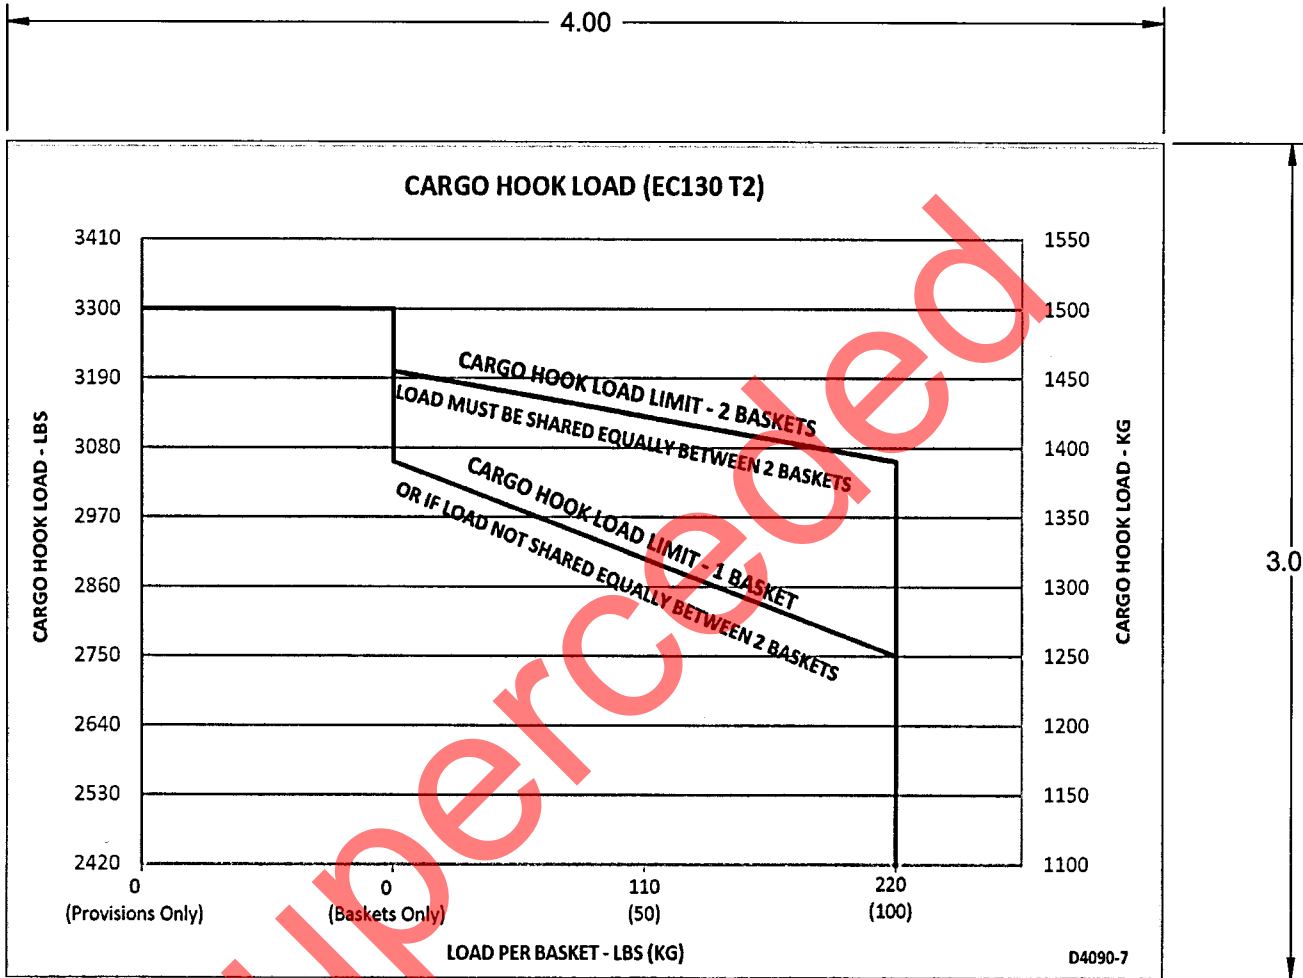 4.00
CARGO HOOK LOAD (EC130 T2)
3410
3300
3190
3080
2970
2860
2750
2640
2530
2420
CARGO HOOK LOAD - LBS
CARGO HOOK LOAD LIMIT - 2 BASKETS
LOAD MUST BE SHARED EQUALLY BETWEEN 2 BASKETS
CARGO HOOK LOAD LIMIT - 1 BASKET
OR IF LOAD NOT SHARED EQUALLY BETWEEN 2 BASKETS
1550
1500
1450
1400
1350
1300
1250
1200
1150
1100
CARGO HOOK LOAD - KG
3.0
0 0 110 220
(Provisions Only) (Baskets Only) (50) (100)
LOAD PER BASKET - LBS (KG)
D4090-7
uperceded